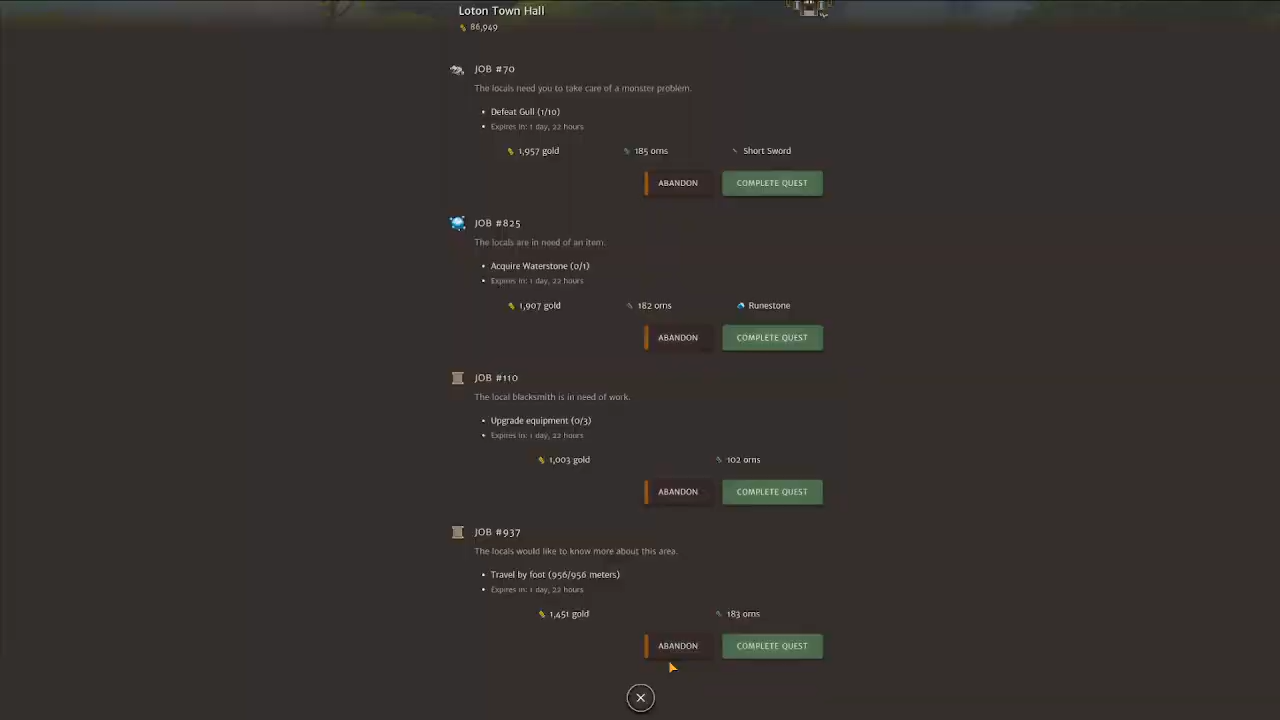 Loton Town Hall
86,949
JOB #70
The locals need you to take care of a monster problem.
Defeat Gull (1/10)
Expires in: 1 day, 22 hours
1,957 gold 185 orns Short Sword
ABANDON COMPLETE QUEST
JOB #825
The locals are in need of an item.
Acquire Waterstone (0/1)
Expires in: 1 day, 22 hours
1,907 gold 182 orns Runestone
ABANDON COMPLETE QUEST
JOB #110
The local blacksmith is in need of work.
Upgrade equipment (0/3)
Expires in: 1 day, 22 hours
1,003 gold 102 orns
ABANDON COMPLETE QUEST
JOB #937
The locals would like to know more about this area.
Travel by foot (956/956 meters)
Expires in: 1 day, 22 hours
1,451 gold 183 orns
ABANDON COMPLETE QUEST